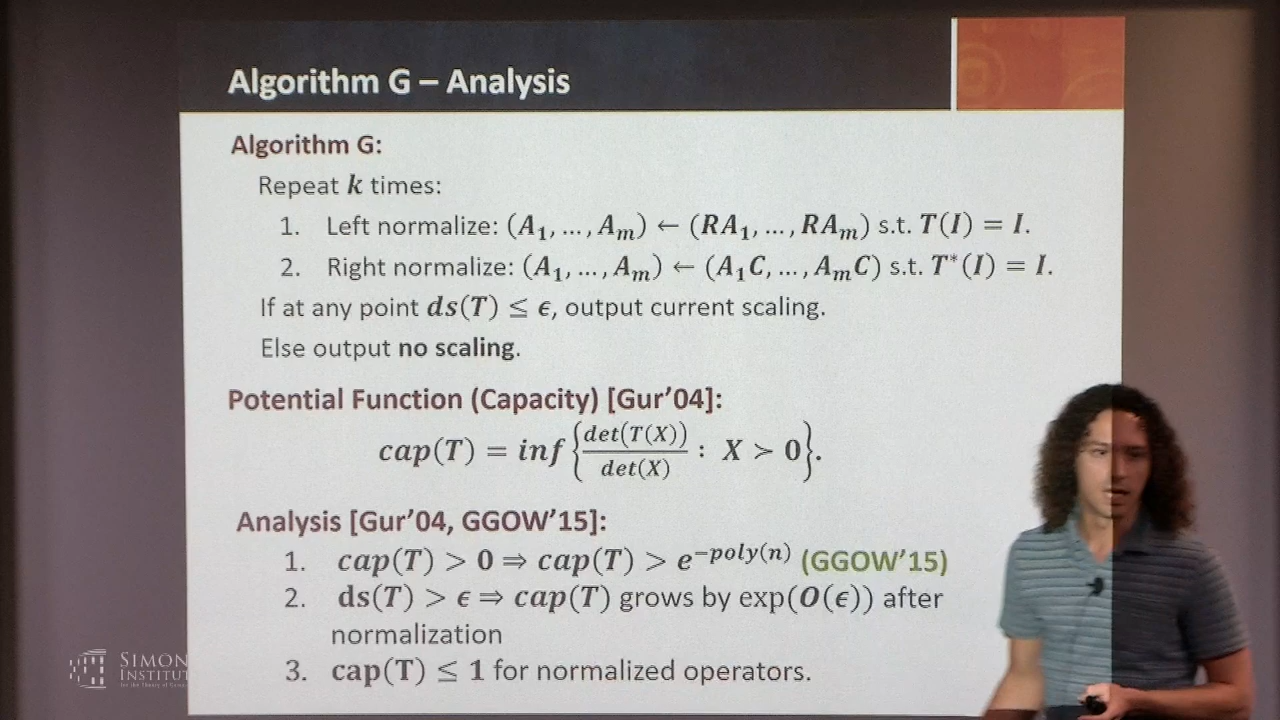 Algorithm G – Analysis
Algorithm G:
Repeat k times:
1. Left normalize: (A₁, …, Aₘ) ← (RA₁, …, RAₘ) s.t. T(I) = I.
2. Right normalize: (A₁, …, Aₘ) ← (A₁C, …, AₘC) s.t. T*(I) = I.
If at any point ds(T) ≤ ϵ, output current scaling.
Else output no scaling.
Potential Function (Capacity) [Gur'04]:
cap(T) = inf { det(T(X)) / det(X) : X ≻ 0 }.
Analysis [Gur'04, GGOW'15]:
1. cap(T) > 0 ⇒ cap(T) > e^{-poly(n)} (GGOW'15)
2. ds(T) > ϵ ⇒ cap(T) grows by exp(O(ϵ)) after
normalization
3. cap(T) ≤ 1 for normalized operators.
SIMON
INSTITUT